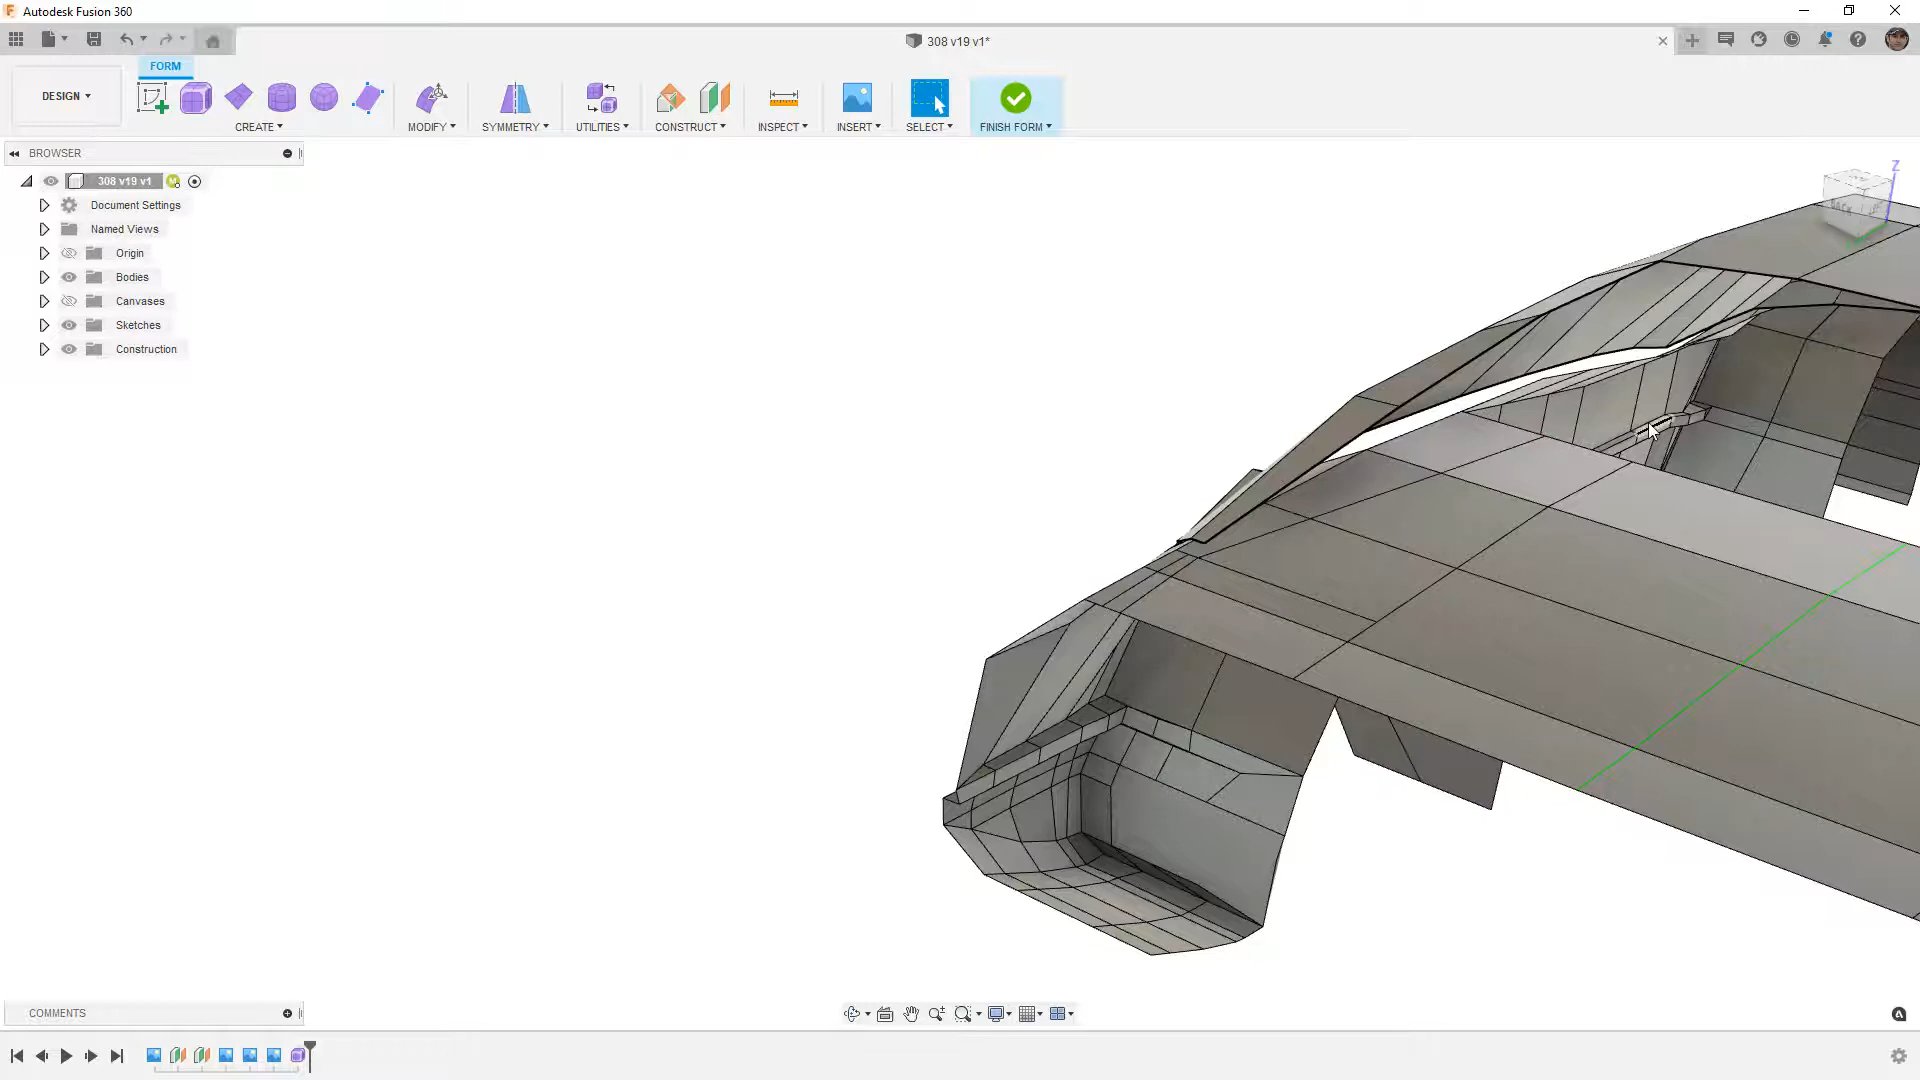 Autodesk Fusion 360
308 v19 v1*
FORM
DESIGN
CREATE
MODIFY
SYMMETRY
UTILITIES
CONSTRUCT
INSPECT
INSERT
SELECT
FINISH FORM
BROWSER
308 v19 v1
Document Settings
Named Views
Origin
Bodies
Canvases
Sketches
Construction
Z
BACK
COMMENTS